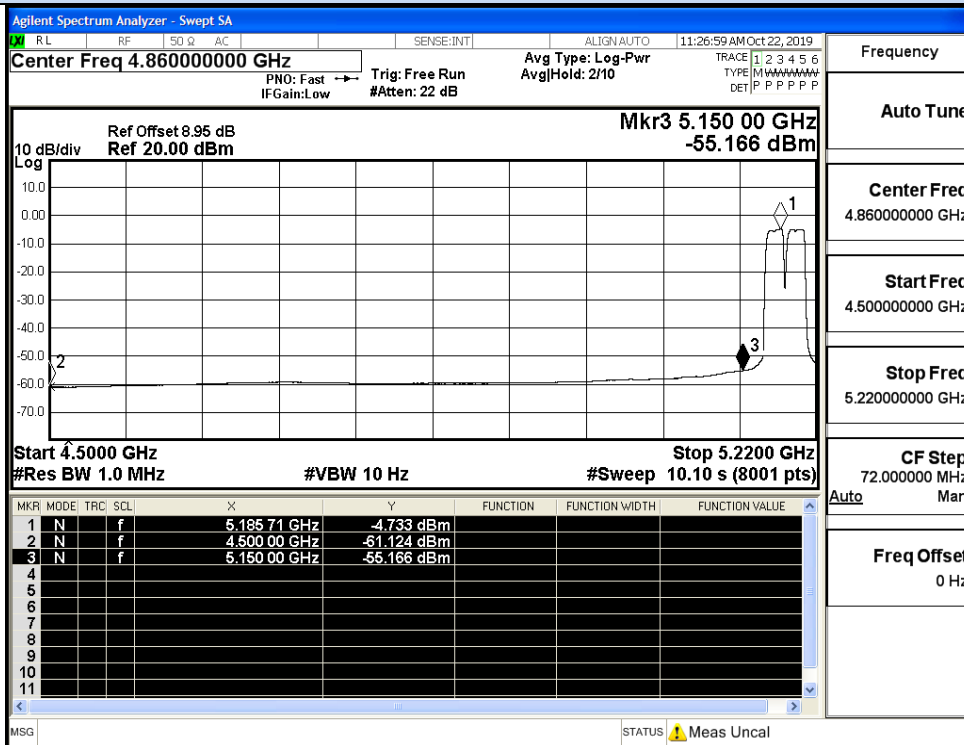 Agilent Spectrum Analyzer - Swept SA
LXI RL RF 50 Ω AC SENSE:INT ALIGN AUTO 11:26:59 AM Oct 22, 2019
Center Freq 4.860000000 GHz
PNO: Fast
IFGain:Low
Trig: Free Run
#Atten: 22 dB
Avg Type: Log-Pwr
Avg|Hold: 2/10
TRACE 1 2 3 4 5 6
TYPE M WWWWW
DET P P P P P P
Mkr3 5.150 00 GHz
-55.166 dBm
Ref Offset 8.95 dB
10 dB/div Ref 20.00 dBm
Log
10.0
0.00
-10.0
-20.0
-30.0
-40.0
-50.0
-60.0
-70.0
1
2
3
Start 4.5000 GHz Stop 5.2200 GHz
#Res BW 1.0 MHz #VBW 10 Hz #Sweep 10.10 s (8001 pts)
MKR MODE TRC SCL X Y FUNCTION FUNCTION WIDTH FUNCTION VALUE
1 N f 5.185 71 GHz -4.733 dBm
2 N f 4.500 00 GHz -61.124 dBm
3 N f 5.150 00 GHz -55.166 dBm
4
5
6
7
8
9
10
11
MSG STATUS Meas Uncal
Frequency
Auto Tune
Center Freq
4.860000000 GHz
Start Freq
4.500000000 GHz
Stop Freq
5.220000000 GHz
CF Step
72.000000 MHz
Auto Man
Freq Offset
0 Hz